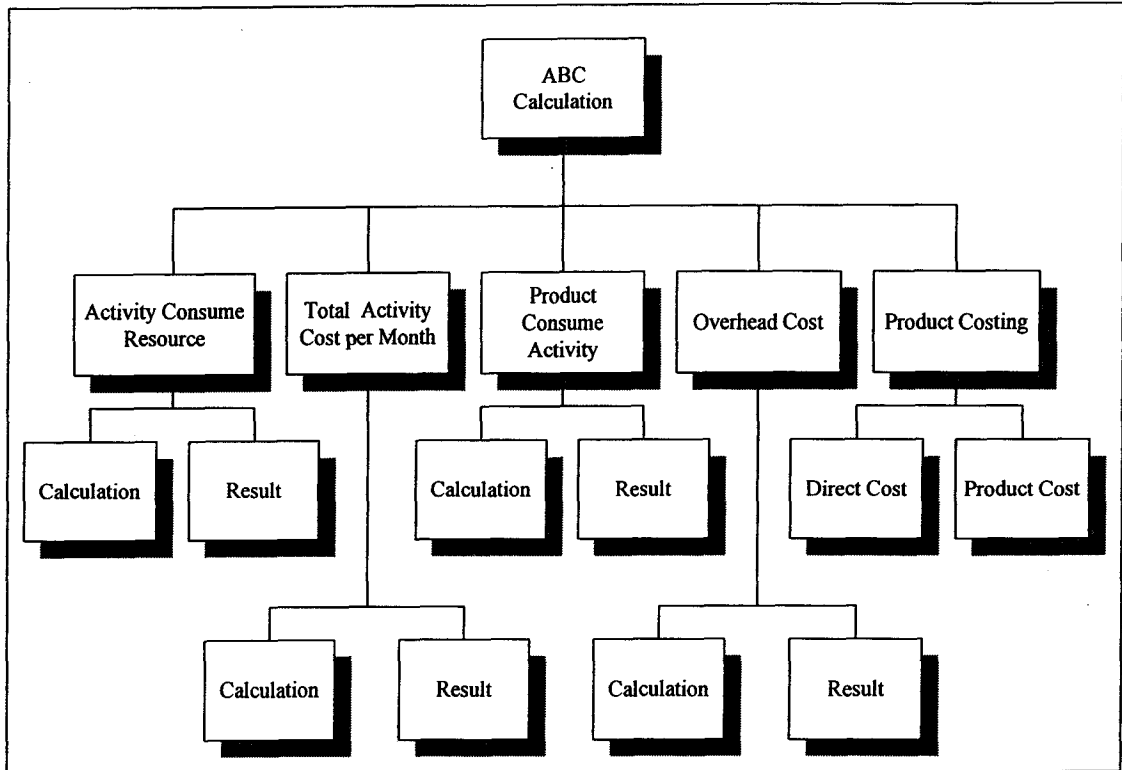 ABC
Calculation
Activity Consume
Resource
Total Activity
Cost per Month
Product
Consume
Activity
Overhead Cost
Product Costing
Calculation
Result
Calculation
Result
Direct Cost
Product Cost
Calculation
Result
Calculation
Result